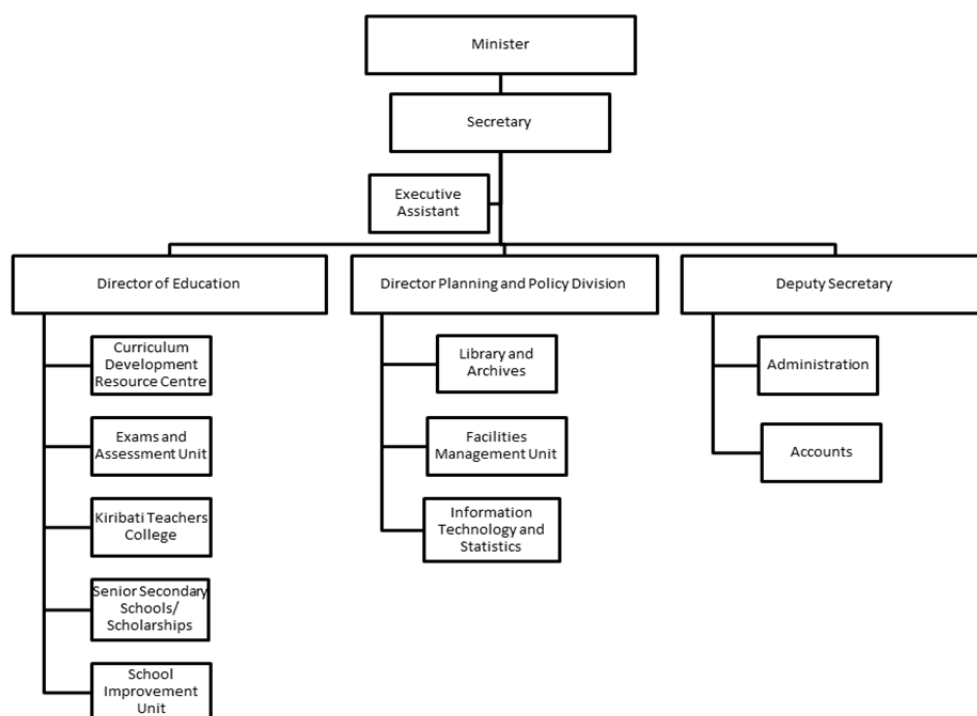 Minister
Secretary
Executive
Assistant
Director of Education
Director Planning and Policy Division
Deputy Secretary
Curriculum
Development
Resource Centre
Exams and
Assessment Unit
Kiribati Teachers
College
Senior Secondary
Schools/
Scholarships
School
Improvement
Unit
Library and
Archives
Facilities
Management Unit
Information
Technology and
Statistics
Administration
Accounts